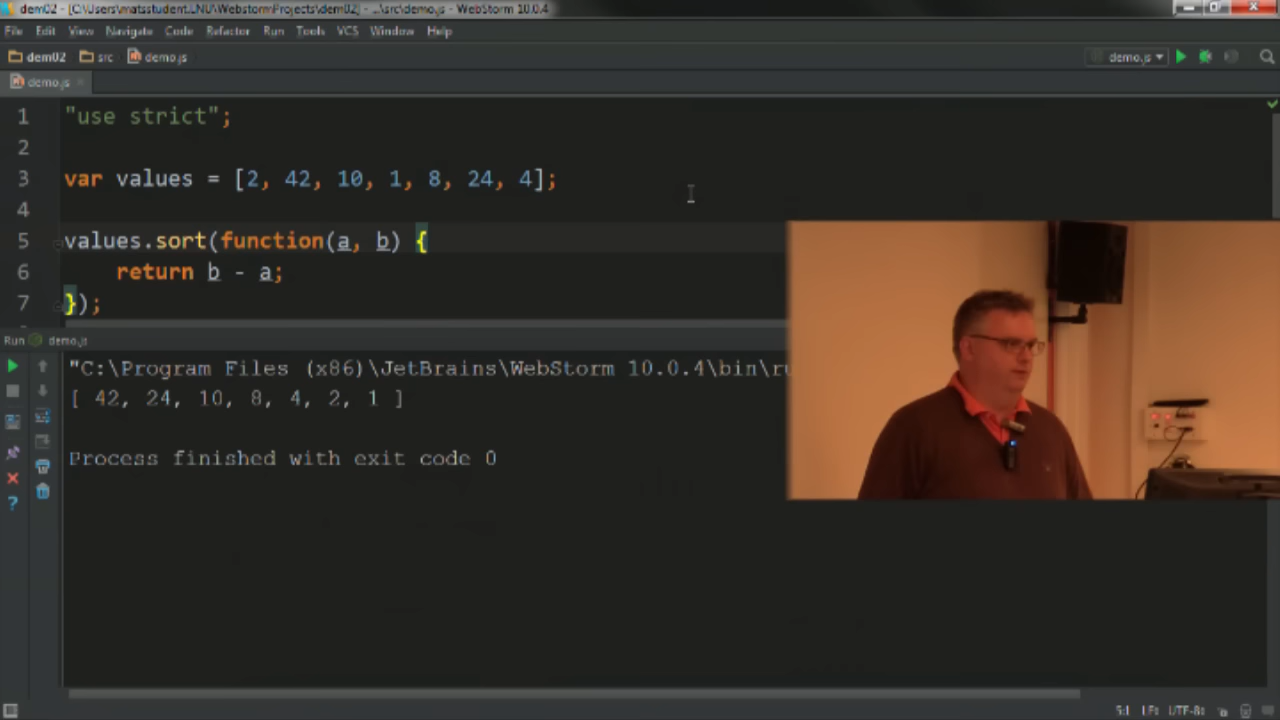 dem02 - [C:\Users\matsstudent.LNU\WebstormProjects\dem02] - ...\src\demo.js - WebStorm 10.0.4
File Edit View Navigate Code Refactor Run Tools VCS Window Help
dem02 src demo.js demo.js
demo.js
1 "use strict";
2
3 var values = [2, 42, 10, 1, 8, 24, 4];
4
5 values.sort(function(a, b) {
6 return b - a;
7 });
Run demo.js
"C:\Program Files (x86)\JetBrains\WebStorm 10.0.4\bin\ru
[ 42, 24, 10, 8, 4, 2, 1 ]
Process finished with exit code 0
5:1 LF÷ UTF-8÷